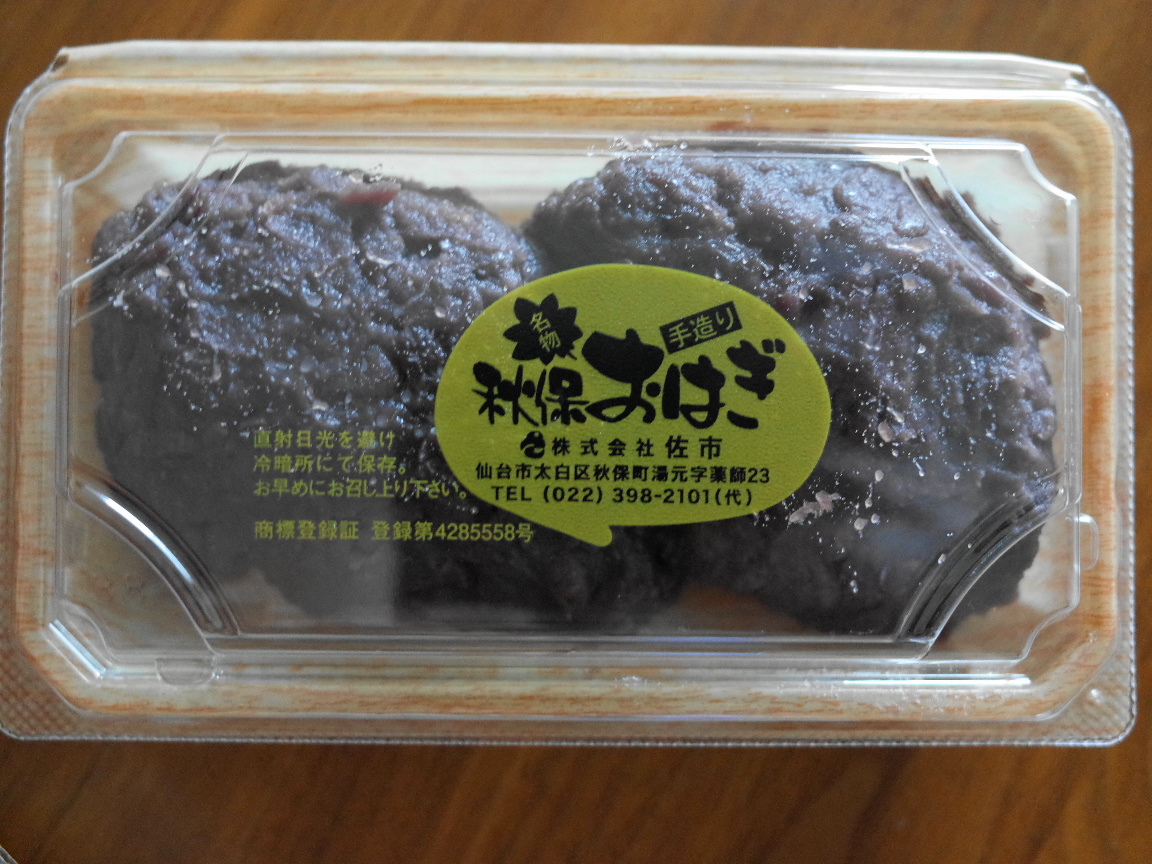 名物
手造り
秋保おはぎ
株式会社 佐市
仙台市太白区秋保町湯元字薬師23
TEL (022) 398-2101(代)
直射日光を避け
冷暗所にて保存。
お早めにお召し上り下さい。
商標登録証 登録第4285558号